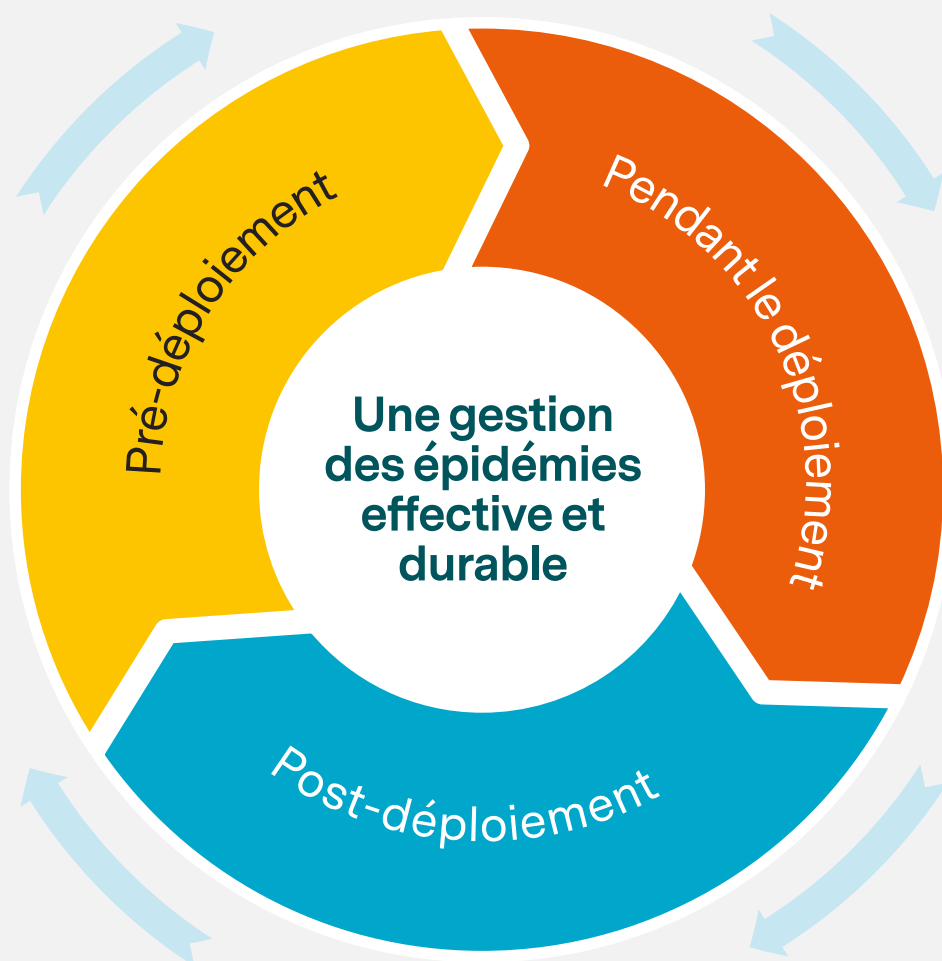 Pré-déploiement
Pendant le déploiement
Une gestion
des épidémies
effective et
durable
Post-déploiement